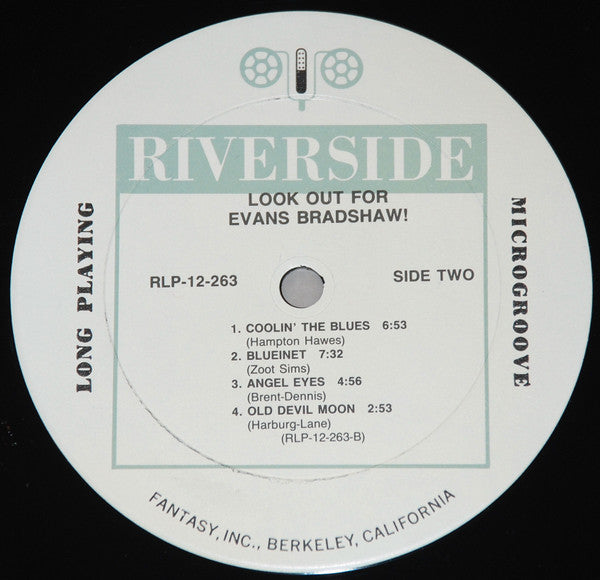 RIVERSIDE
LOOK OUT FOR
EVANS BRADSHAW!
LONG PLAYING
MICROGROOVE
RLP-12-263
SIDE TWO
1. COOLIN' THE BLUES 6:53
(Hampton Hawes)
2. BLUEINET 7:32
(Zoot Sims)
3. ANGEL EYES 4:56
(Brent-Dennis)
4. OLD DEVIL MOON 2:53
(Harburg-Lane)
(RLP-12-263-B)
FANTASY, INC., BERKELEY, CALIFORNIA